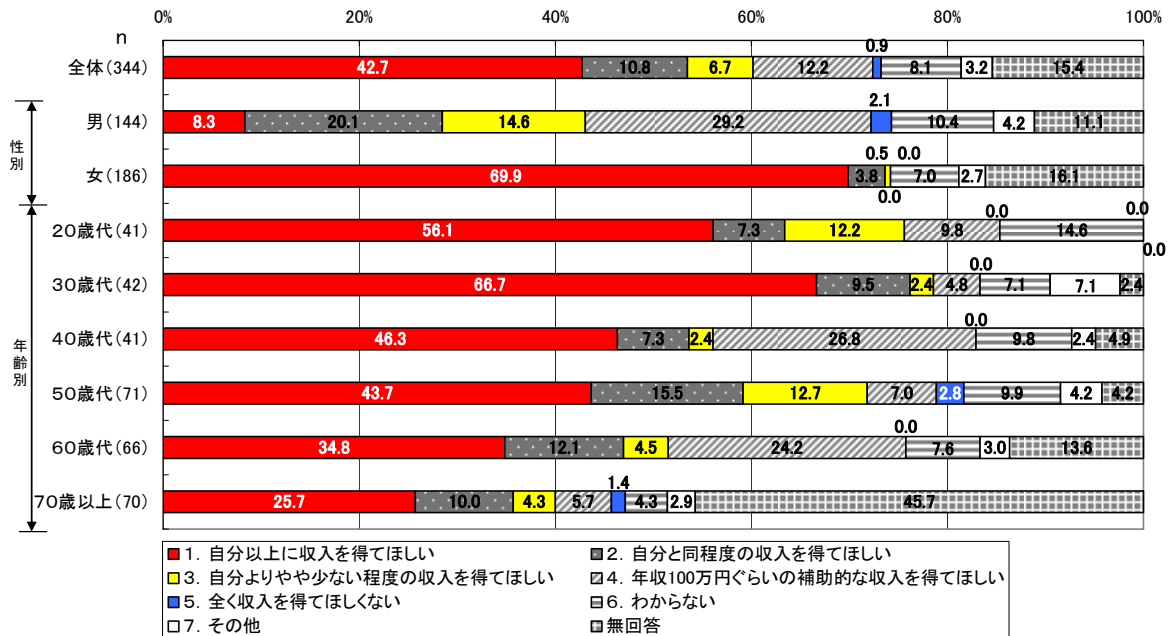 0% 20% 40% 60% 80% 100%
n
0.9
全体(344) 42.7 10.8 6.7 12.2 8.1 3.2 15.4
2.1
男(144) 8.3 20.1 14.6 29.2 10.4 4.2 11.1
性別
0.5 0.0
女(186) 69.9 3.8 7.0 2.7 16.1
0.0 0.0 0.0
20歳代(41) 56.1 7.3 12.2 9.8 14.6
0.0
0.0
30歳代(42) 66.7 9.5 2.4 4.8 7.1 7.1 2.4
0.0
40歳代(41) 46.3 7.3 2.4 26.8 9.8 2.4 4.9
年齢別
50歳代(71) 43.7 15.5 12.7 7.0 2.8 9.9 4.2 4.2
0.0
60歳代(66) 34.8 12.1 4.5 24.2 7.6 3.0 13.6
1.4
70歳以上(70) 25.7 10.0 4.3 5.7 4.3 2.9 45.7
1. 自分以上に収入を得てほしい 2. 自分と同程度の収入を得てほしい
3. 自分よりやや少ない程度の収入を得てほしい 4. 年収100万円ぐらいの補助的な収入を得てほしい
5. 全く収入を得てほしくない 6. わからない
7. その他 無回答